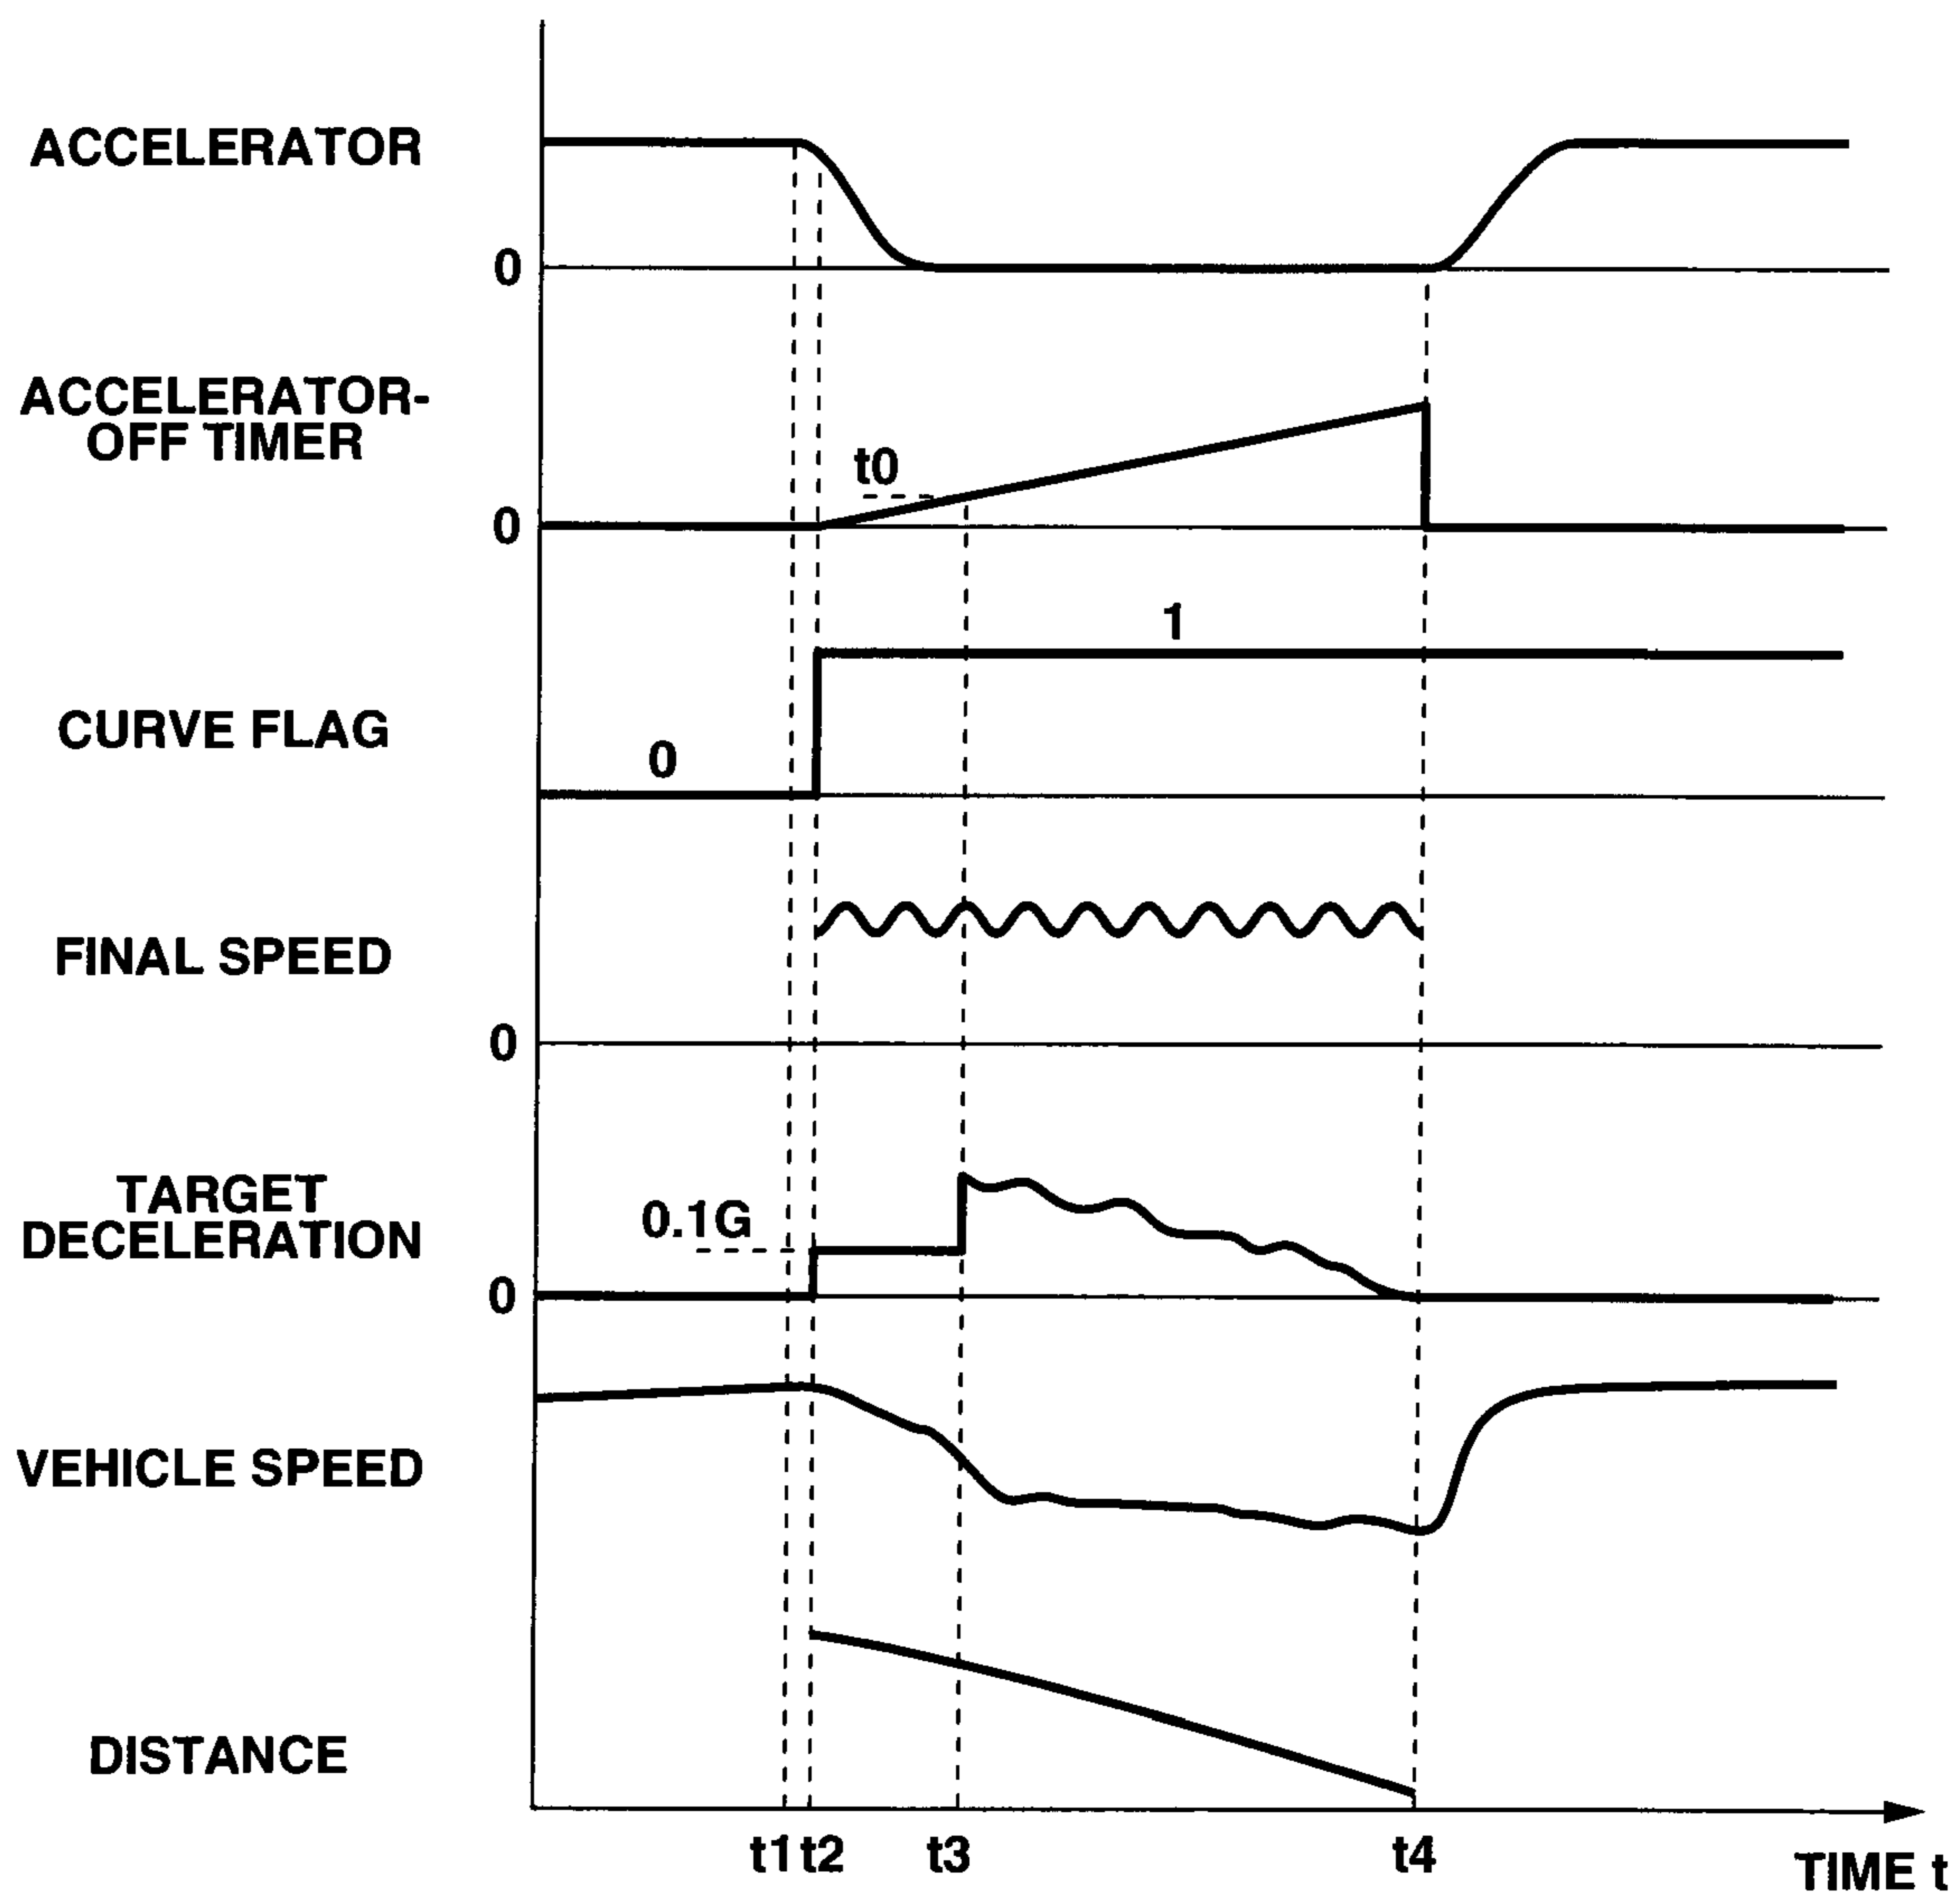 ACCELERATOR
0
ACCELERATOR-
OFF TIMER
t0
0
1
CURVE FLAG
0
FINAL SPEED
0
TARGET
DECELERATION
0.1G
0
VEHICLE SPEED
DISTANCE
t1 t2 t3 t4
TIME t